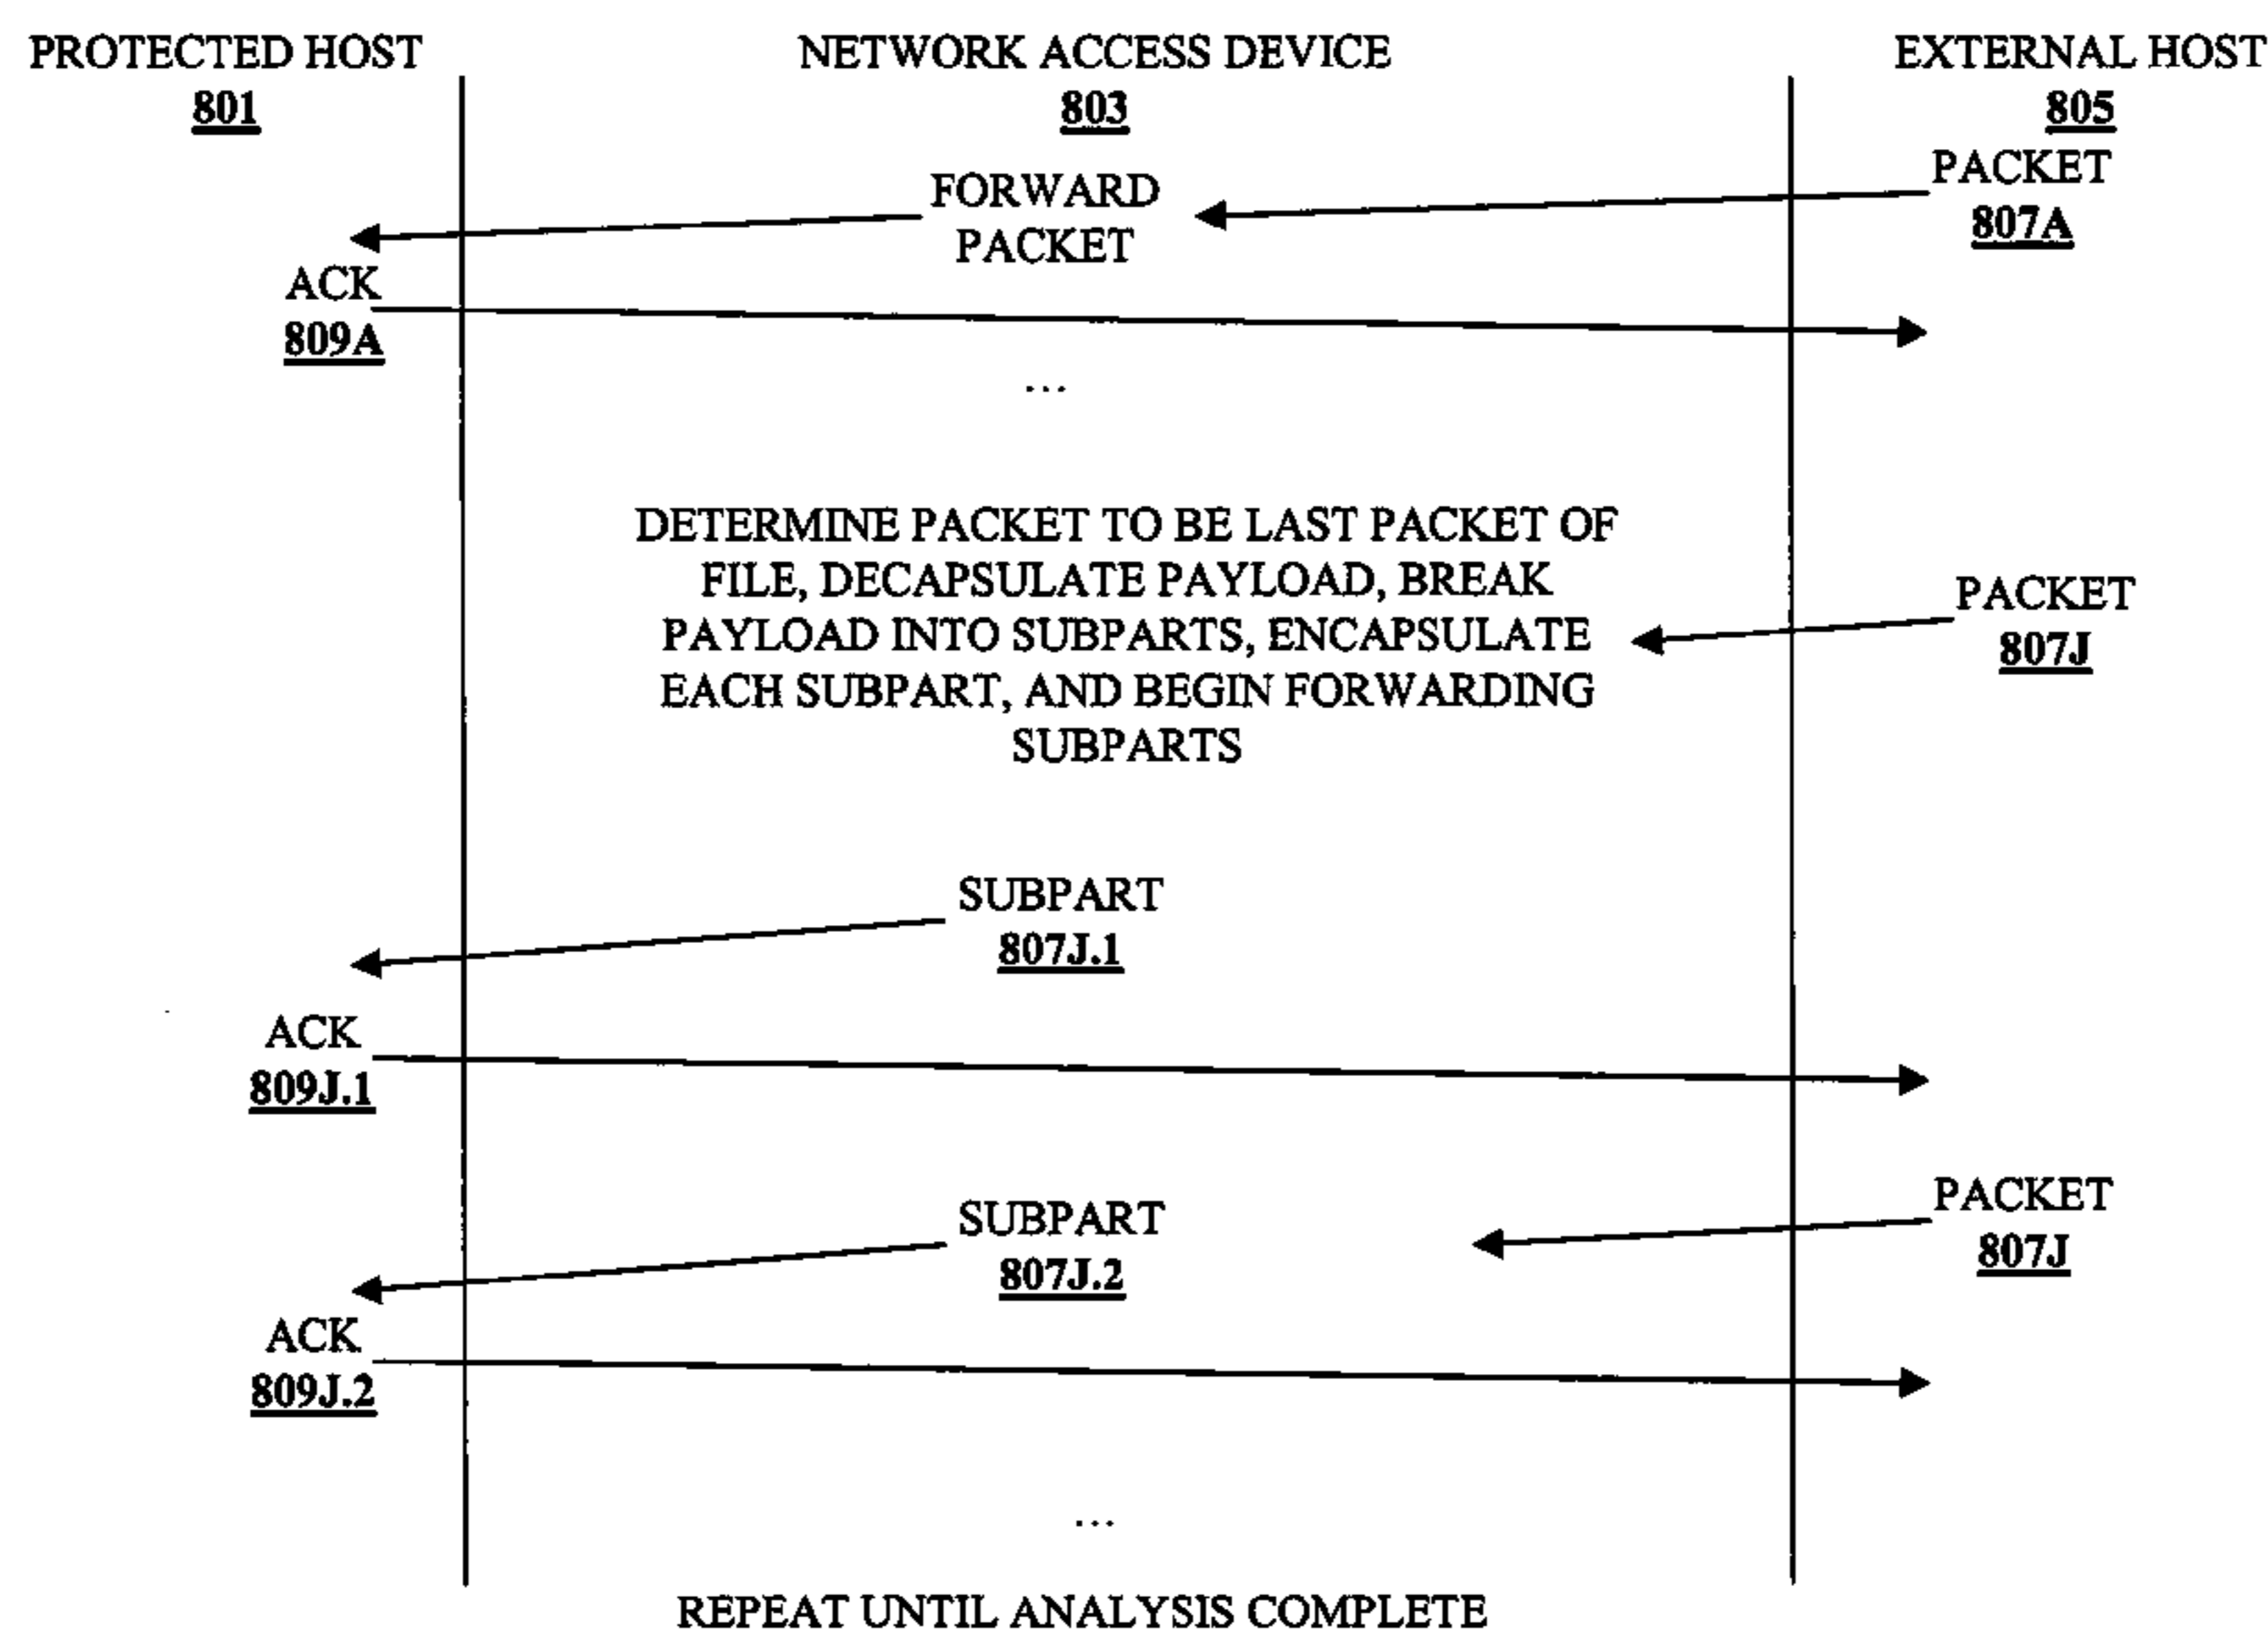 PROTECTED HOST
801
NETWORK ACCESS DEVICE
803
EXTERNAL HOST
805
PACKET
807A
FORWARD
PACKET
ACK
809A
...
DETERMINE PACKET TO BE LAST PACKET OF
FILE, DECAPSULATE PAYLOAD, BREAK
PAYLOAD INTO SUBPARTS, ENCAPSULATE
EACH SUBPART, AND BEGIN FORWARDING
SUBPARTS
PACKET
807J
SUBPART
807J.1
ACK
809J.1
SUBPART
807J.2
PACKET
807J
ACK
809J.2
...
REPEAT UNTIL ANALYSIS COMPLETE